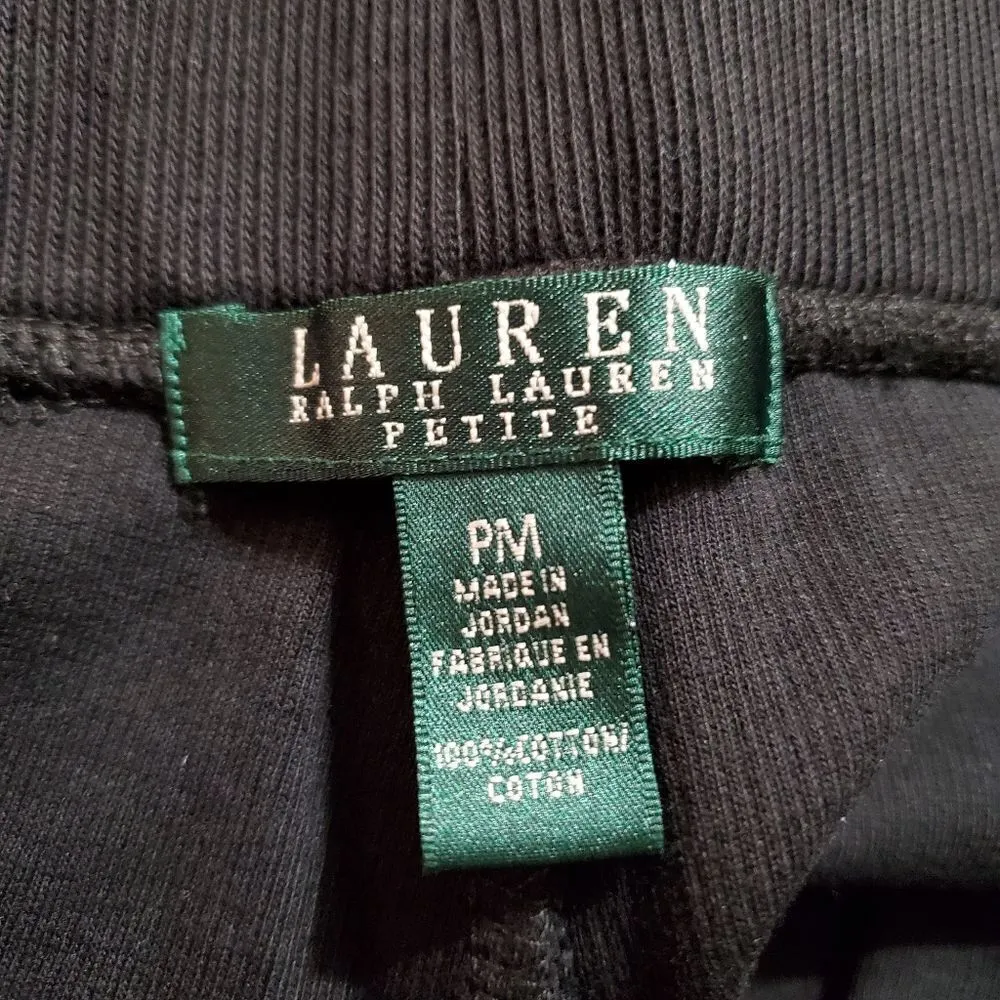 LAUREN
RALPH LAUREN
PETITE
PM
MADE IN
JORDAN
FABRIQUE EN
JORDANIE
100%COTTON/
COTON